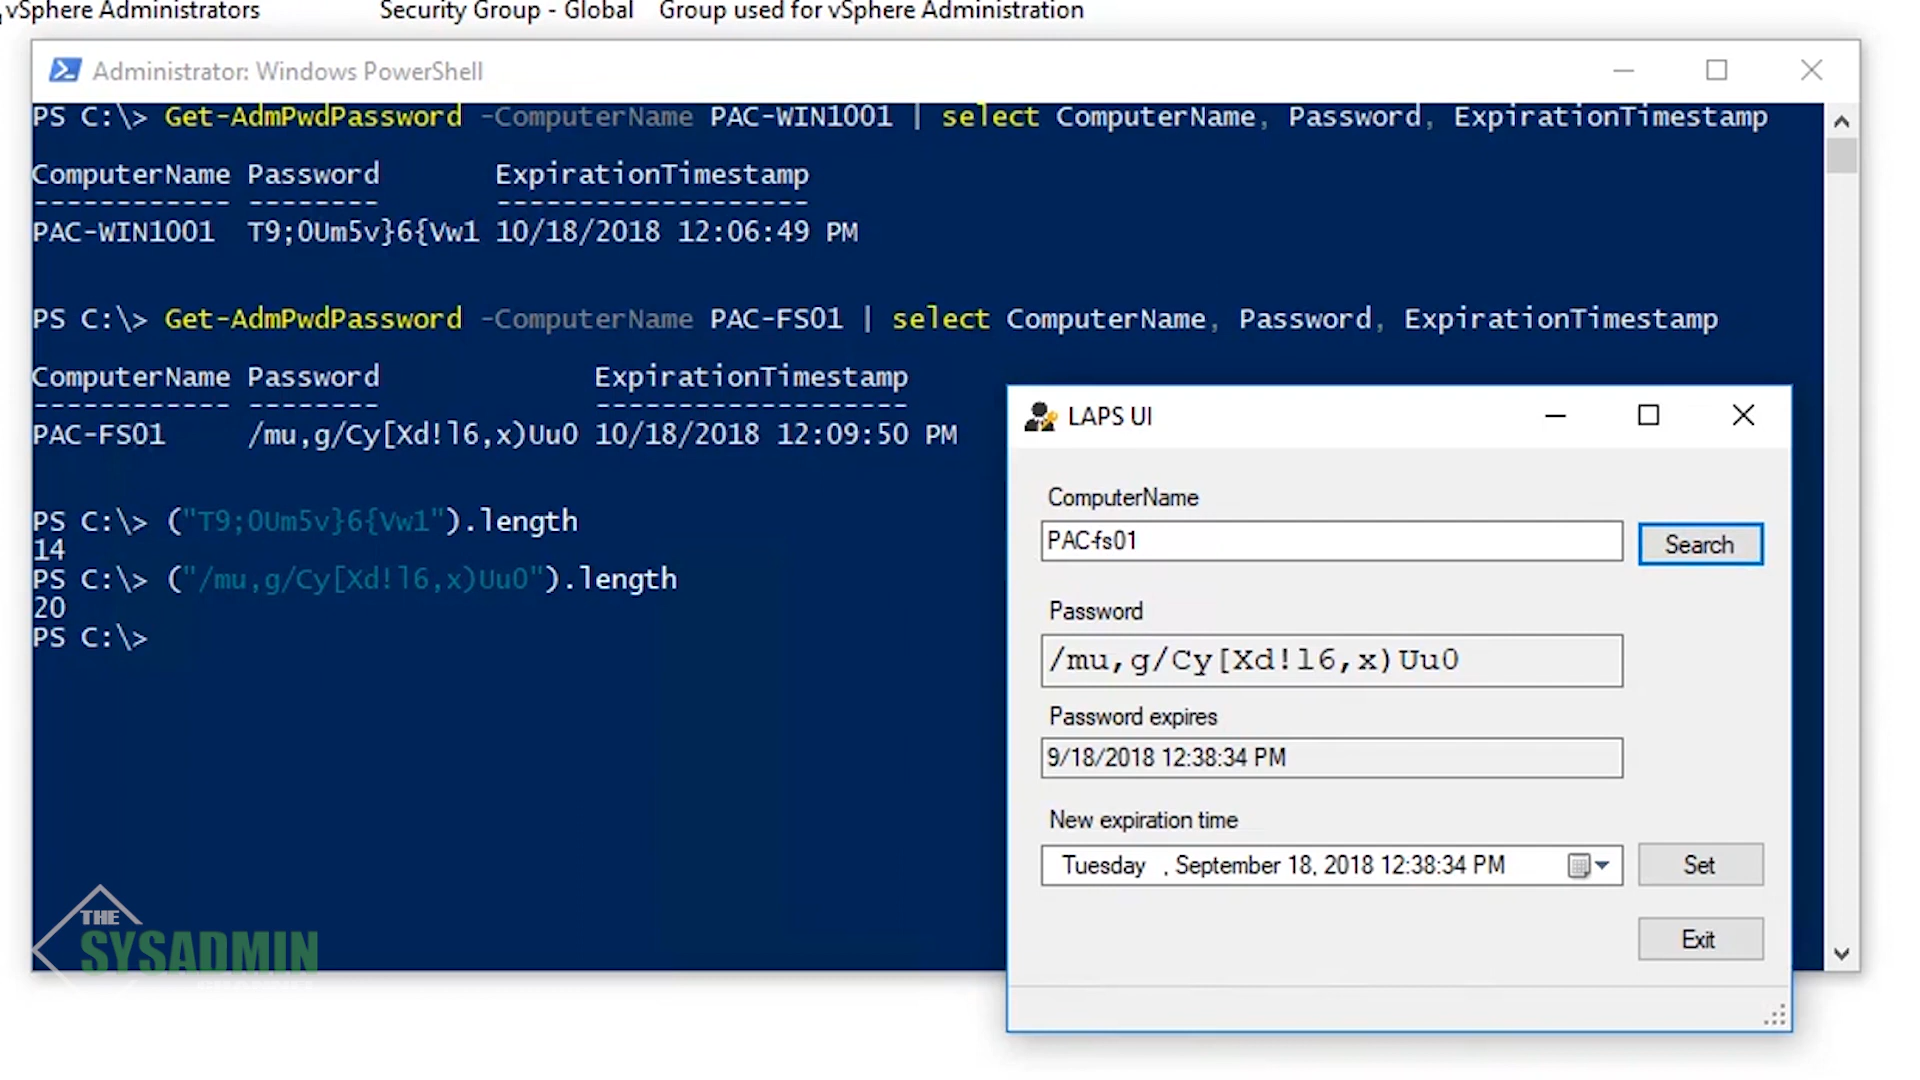 vSphere Administrators Security Group - Global Group used for vSphere Administration
Administrator: Windows PowerShell
PS C:\> Get-AdmPwdPassword -ComputerName PAC-WIN1001 | select ComputerName, Password, ExpirationTimestamp
ComputerName Password ExpirationTimestamp
------------ -------- -------------------
PAC-WIN1001 T9;0Um5v}6{Vw1 10/18/2018 12:06:49 PM
PS C:\> Get-AdmPwdPassword -ComputerName PAC-FS01 | select ComputerName, Password, ExpirationTimestamp
ComputerName Password ExpirationTimestamp
------------ -------- -------------------
PAC-FS01 /mu,g/Cy[Xd!l6,x)Uu0 10/18/2018 12:09:50 PM
PS C:\> ("T9;0Um5v}6{Vw1").length
14
PS C:\> ("/mu,g/Cy[Xd!l6,x)Uu0").length
20
PS C:\>
LAPS UI
ComputerName
PAC-fs01
Search
Password
/mu,g/Cy[Xd!l6,x)Uu0
Password expires
9/18/2018 12:38:34 PM
New expiration time
Tuesday , September 18, 2018 12:38:34 PM
Set
Exit
THE
SYSADMIN